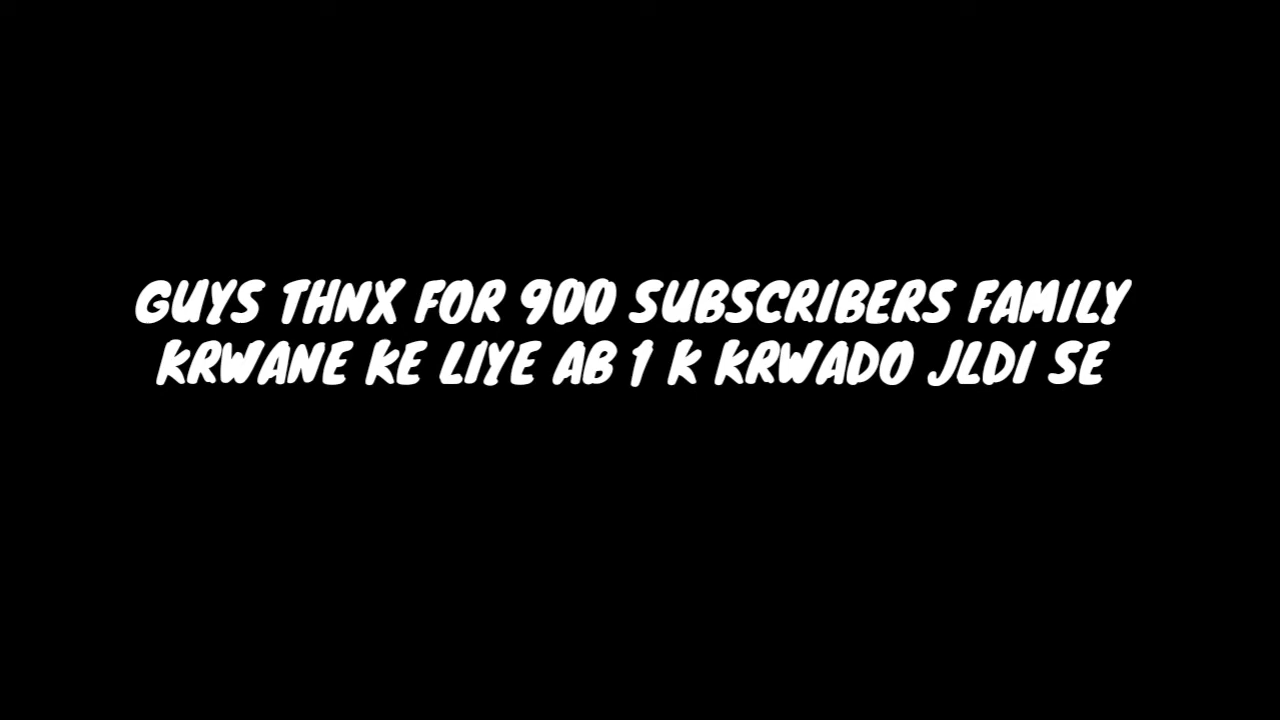 GUYS THNX FOR 900 SUBSCRIBERS FAMILY
KRWANE KE LIYE AB 1 K KRWADO JLDI SE